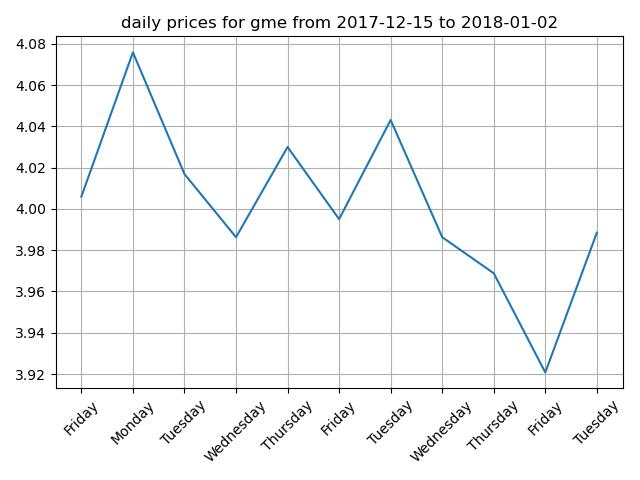 daily prices for gme from 2017-12-15 to 2018-01-02
4.08
4.06
4.04
4.02
4.00
3.98
3.96
3.94
3.92
Friday
Monday
Tuesday
Wednesday
Thursday
Friday
Tuesday
Wednesday
Thursday
Friday
Tuesday